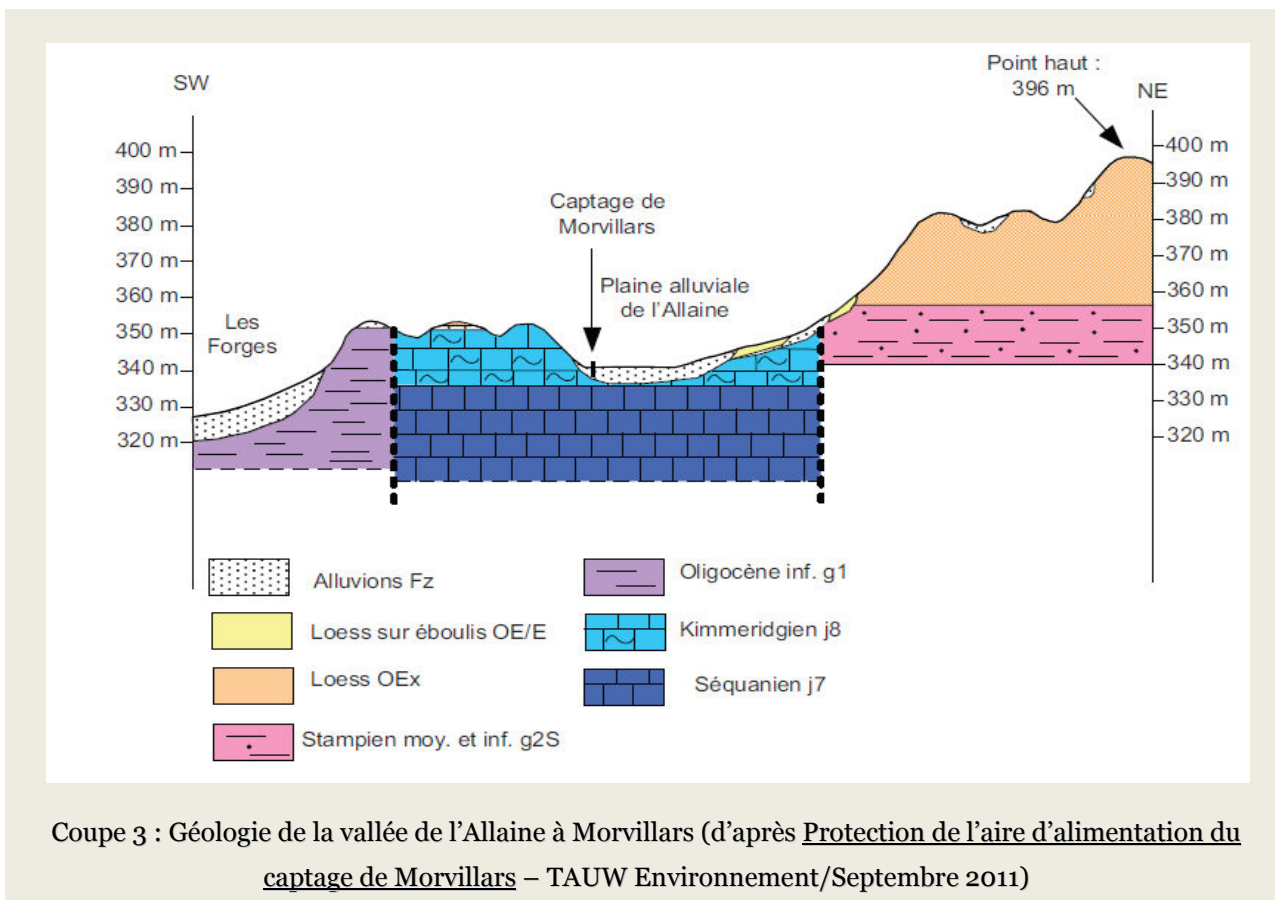 SW
Point haut :
396 m
NE
400 m
390 m
380 m
370 m
360 m
350 m
340 m
330 m
320 m
400 m
390 m
380 m
370 m
360 m
350 m
340 m
330 m
320 m
Captage de
Morvillars
Plaine alluviale
de l'Allaine
Les
Forges
Alluvions Fz
Loess sur éboulis OE/E
Loess OEx
Stampien moy. et inf. g2S
Oligocène inf. g1
Kimmeridgien j8
Séquanien j7
Coupe 3 : Géologie de la vallée de l'Allaine à Morvillars (d'après Protection de l'aire d'alimentation du
captage de Morvillars – TAUW Environnement/Septembre 2011)